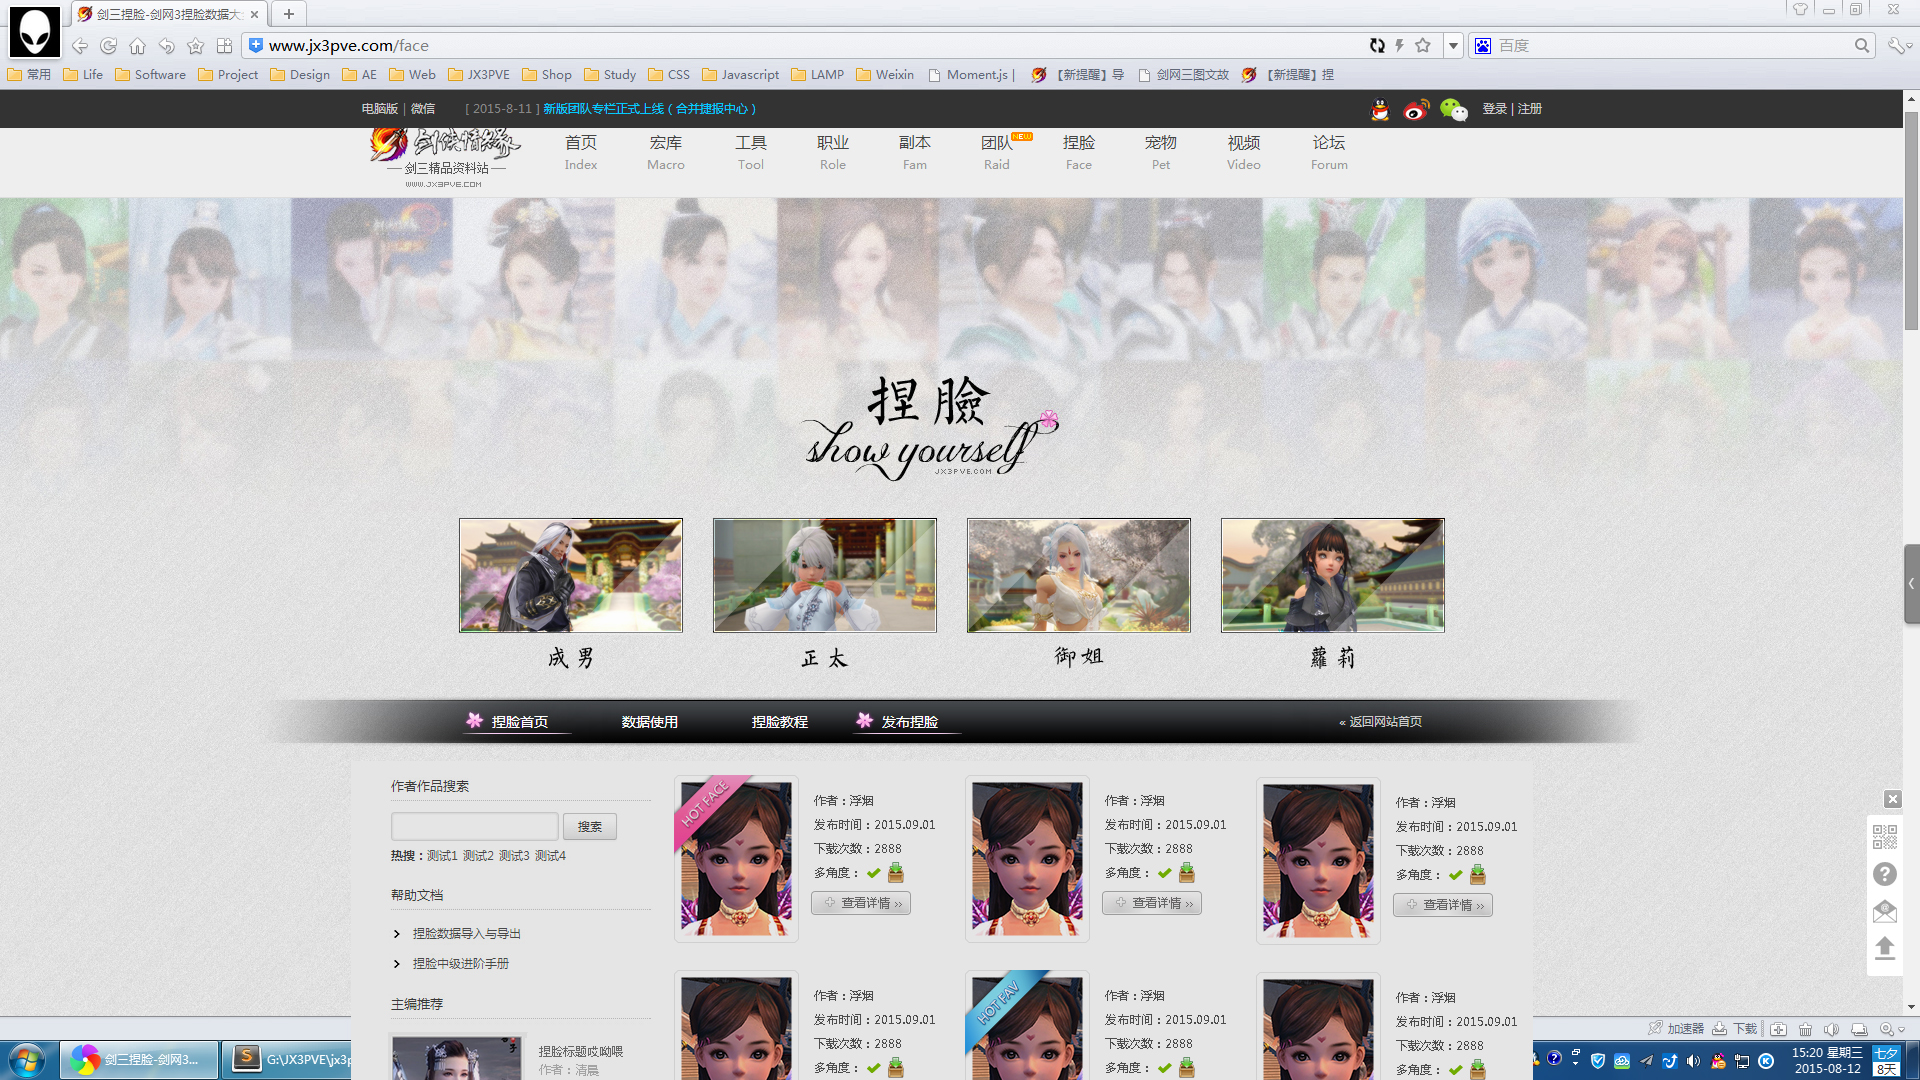 剑三捏脸-剑网3捏脸数据大
www.jx3pve.com/face
百度
常用 Life Software Project Design AE Web JX3PVE Shop Study CSS Javascript LAMP Weixin Moment.js | 【新提醒】导 剑网三图文故 【新提醒】捏
电脑版 | 微信 [ 2015-8-11 ] 新版团队专栏正式上线（合并捷报中心） 登录 | 注册
剑侠情缘
剑三精品资料站
WWW.JX3PVE.COM
首页 宏库 工具 职业 副本 团队 NEW 捏脸 宠物 视频 论坛
Index Macro Tool Role Fam Raid Face Pet Video Forum
捏臉
show yourself
JX3PVE.COM
成男 正太 御姐 蘿莉
捏脸首页 数据使用 捏脸教程 发布捏脸 « 返回网站首页
作者作品搜索
搜索
热搜：测试1 测试2 测试3 测试4
帮助文档
捏脸数据导入与导出
捏脸中级进阶手册
主编推荐
捏脸标题哎呦喂
作者：清晨
HOT FACE
作者：浮烟
发布时间：2015.09.01
下载次数：2888
多角度：
查看详情 »
作者：浮烟
发布时间：2015.09.01
下载次数：2888
多角度：
查看详情 »
作者：浮烟
发布时间：2015.09.01
下载次数：2888
多角度：
查看详情 »
作者：浮烟
发布时间：2015.09.01
下载次数：2888
多角度：
HOT FAV
作者：浮烟
发布时间：2015.09.01
下载次数：2888
多角度：
作者：浮烟
发布时间：2015.09.01
下载次数：2888
多角度：
加速器 下载
剑三捏脸-剑网3... G:\JX3PVE\jx3p
15:20 星期三
2015-08-12
七夕
8天